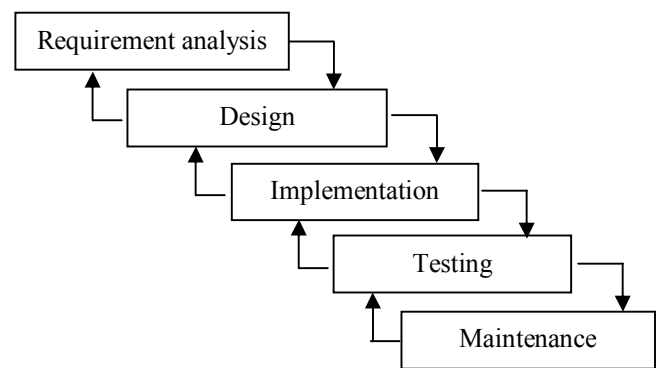 Requirement analysis
Design
Implementation
Testing
Maintenance